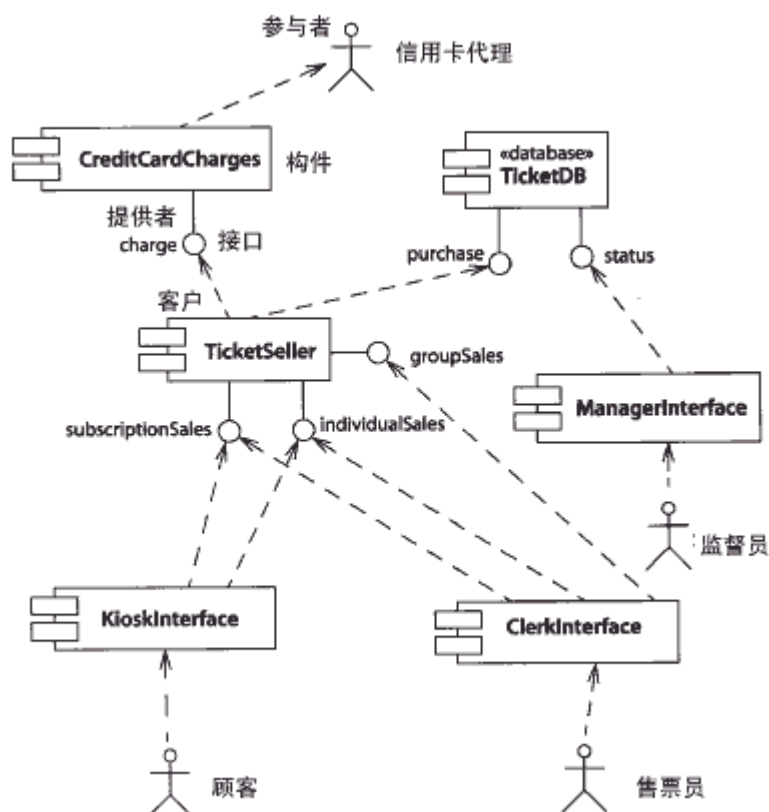 参与者
信用卡代理
CreditCardCharges
构件
«database»
TicketDB
提供者
charge
接口
purchase
status
客户
TicketSeller
groupSales
ManagerInterface
subscriptionSales
individualSales
监督员
KioskInterface
ClerkInterface
顾客
售票员